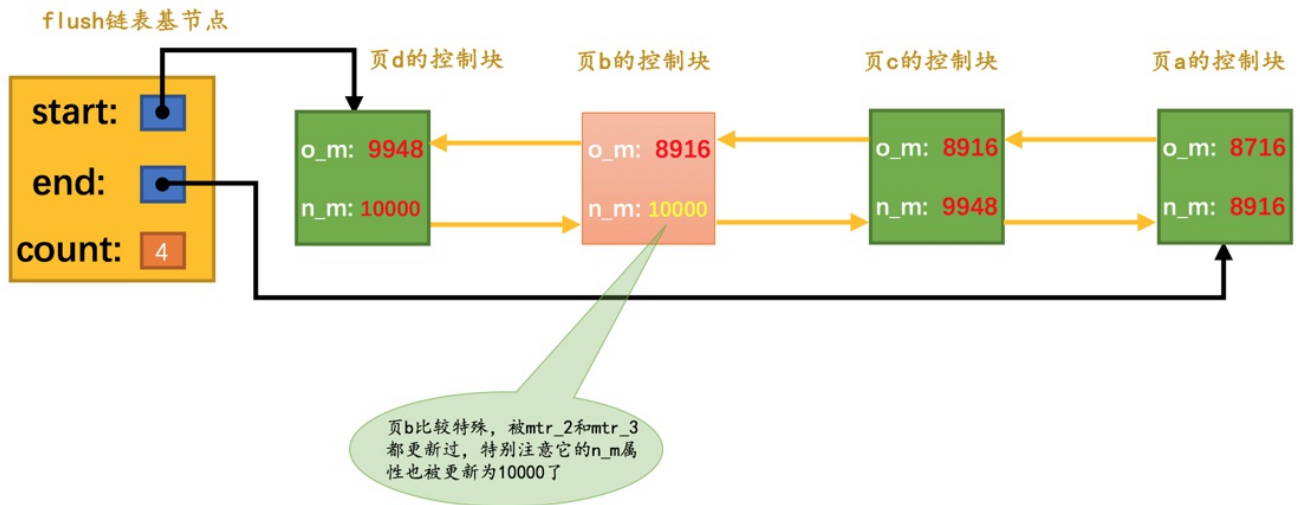 flush链表基节点
start:
end:
count: 4
页d的控制块
o_m: 9948
n_m: 10000
页b的控制块
o_m: 8916
n_m: 10000
页c的控制块
o_m: 8916
n_m: 9948
页a的控制块
o_m: 8716
n_m: 8916
页b比较特殊，被mtr_2和mtr_3
都更新过，特别注意它的n_m属
性也被更新为10000了